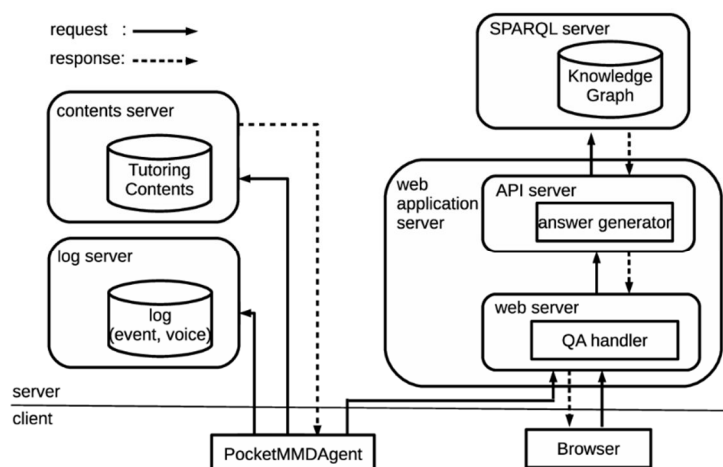 request :
response:
contents server
Tutoring
Contents
log server
log
(event, voice)
SPARQL server
Knowledge
Graph
web
application
server
API server
answer generator
web server
QA handler
server
client
PocketMMDAgent
Browser